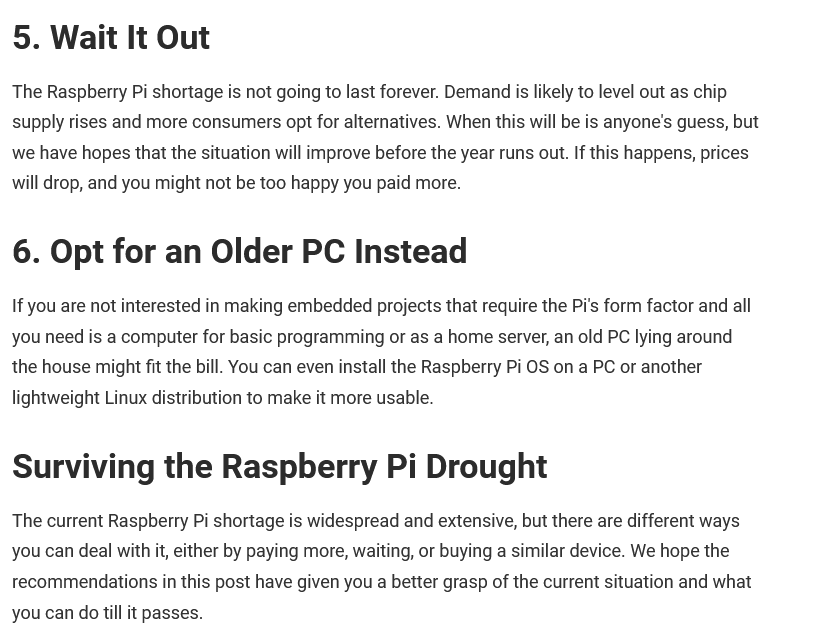 5. Wait It Out
The Raspberry Pi shortage is not going to last forever. Demand is likely to level out as chip
supply rises and more consumers opt for alternatives. When this will be is anyone's guess, but
we have hopes that the situation will improve before the year runs out. If this happens, prices
will drop, and you might not be too happy you paid more.
6. Opt for an Older PC Instead
If you are not interested in making embedded projects that require the Pi's form factor and all
you need is a computer for basic programming or as a home server, an old PC lying around
the house might fit the bill. You can even install the Raspberry Pi OS on a PC or another
lightweight Linux distribution to make it more usable.
Surviving the Raspberry Pi Drought
The current Raspberry Pi shortage is widespread and extensive, but there are different ways
you can deal with it, either by paying more, waiting, or buying a similar device. We hope the
recommendations in this post have given you a better grasp of the current situation and what
you can do till it passes.